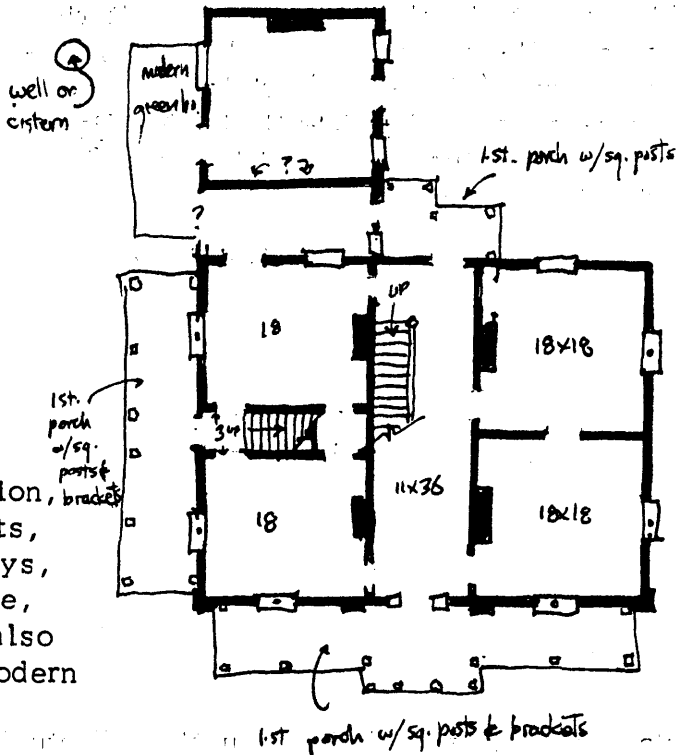 well or
cistern
modern
greenho.
? ?
?
1st. porch w/sq. posts
UP
18
18x18
1st.
porch
w/sq.
posts &
brackets
3 up
11x36
18
18x18
ion,
ts,
ys,
e,
also
odern
1st porch w/sq. posts & brackets